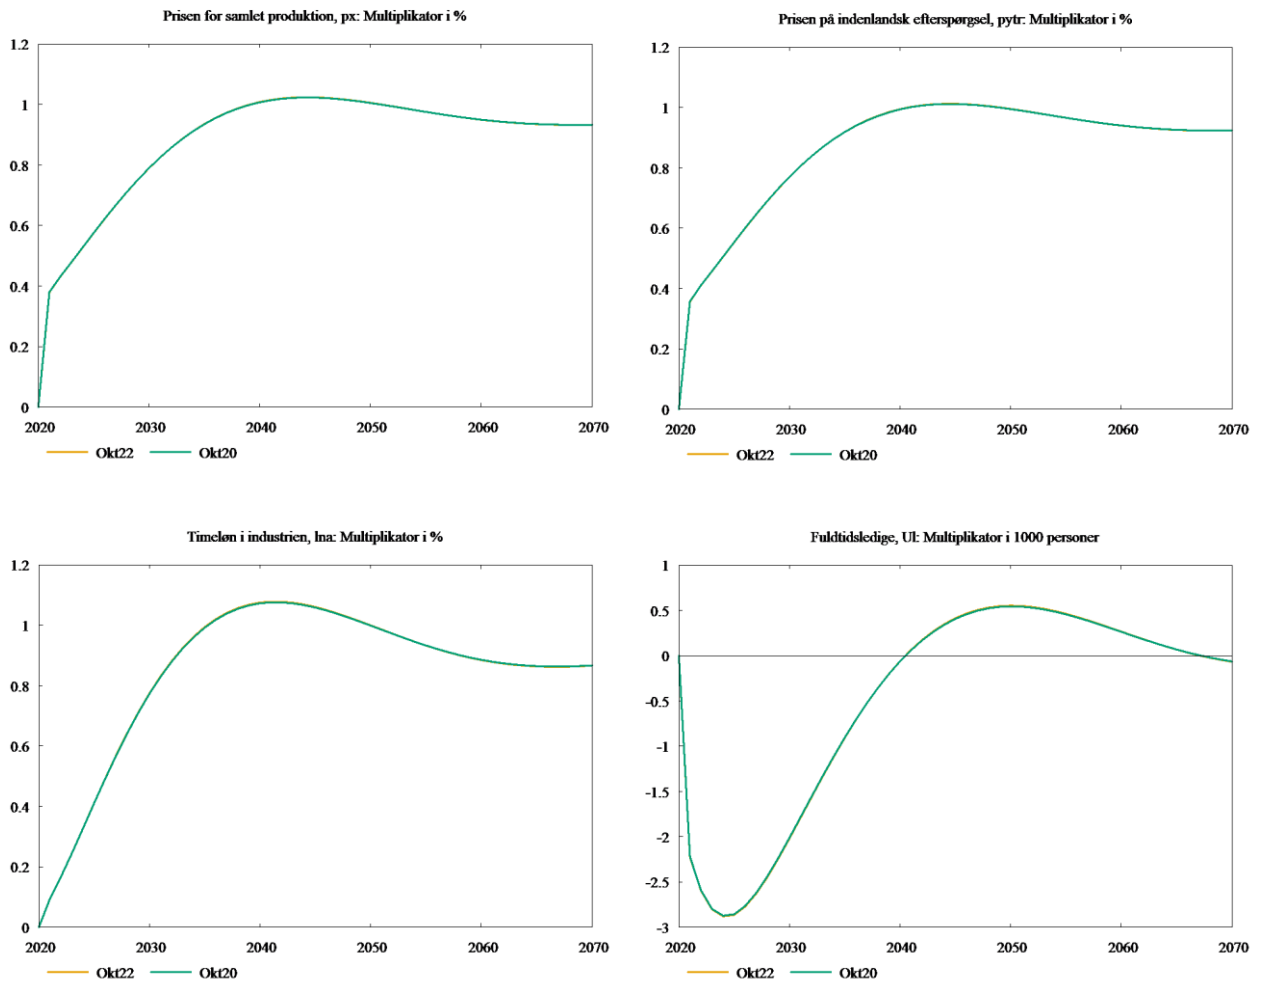 Prisen for samlet produktion, px: Multiplikator i %
1.2
1
0.8
0.6
0.4
0.2
0
2020 2030 2040 2050 2060 2070
Okt22 Okt20
Prisen på indenlandsk efterspørgsel, pytr: Multiplikator i %
1.2
1
0.8
0.6
0.4
0.2
0
2020 2030 2040 2050 2060 2070
Okt22 Okt20
Timeløn i industrien, lna: Multiplikator i %
1.2
1
0.8
0.6
0.4
0.2
0
2020 2030 2040 2050 2060 2070
Okt22 Okt20
Fuldtidsledige, Ul: Multiplikator i 1000 personer
1
0.5
0
-0.5
-1
-1.5
-2
-2.5
-3
2020 2030 2040 2050 2060 2070
Okt22 Okt20